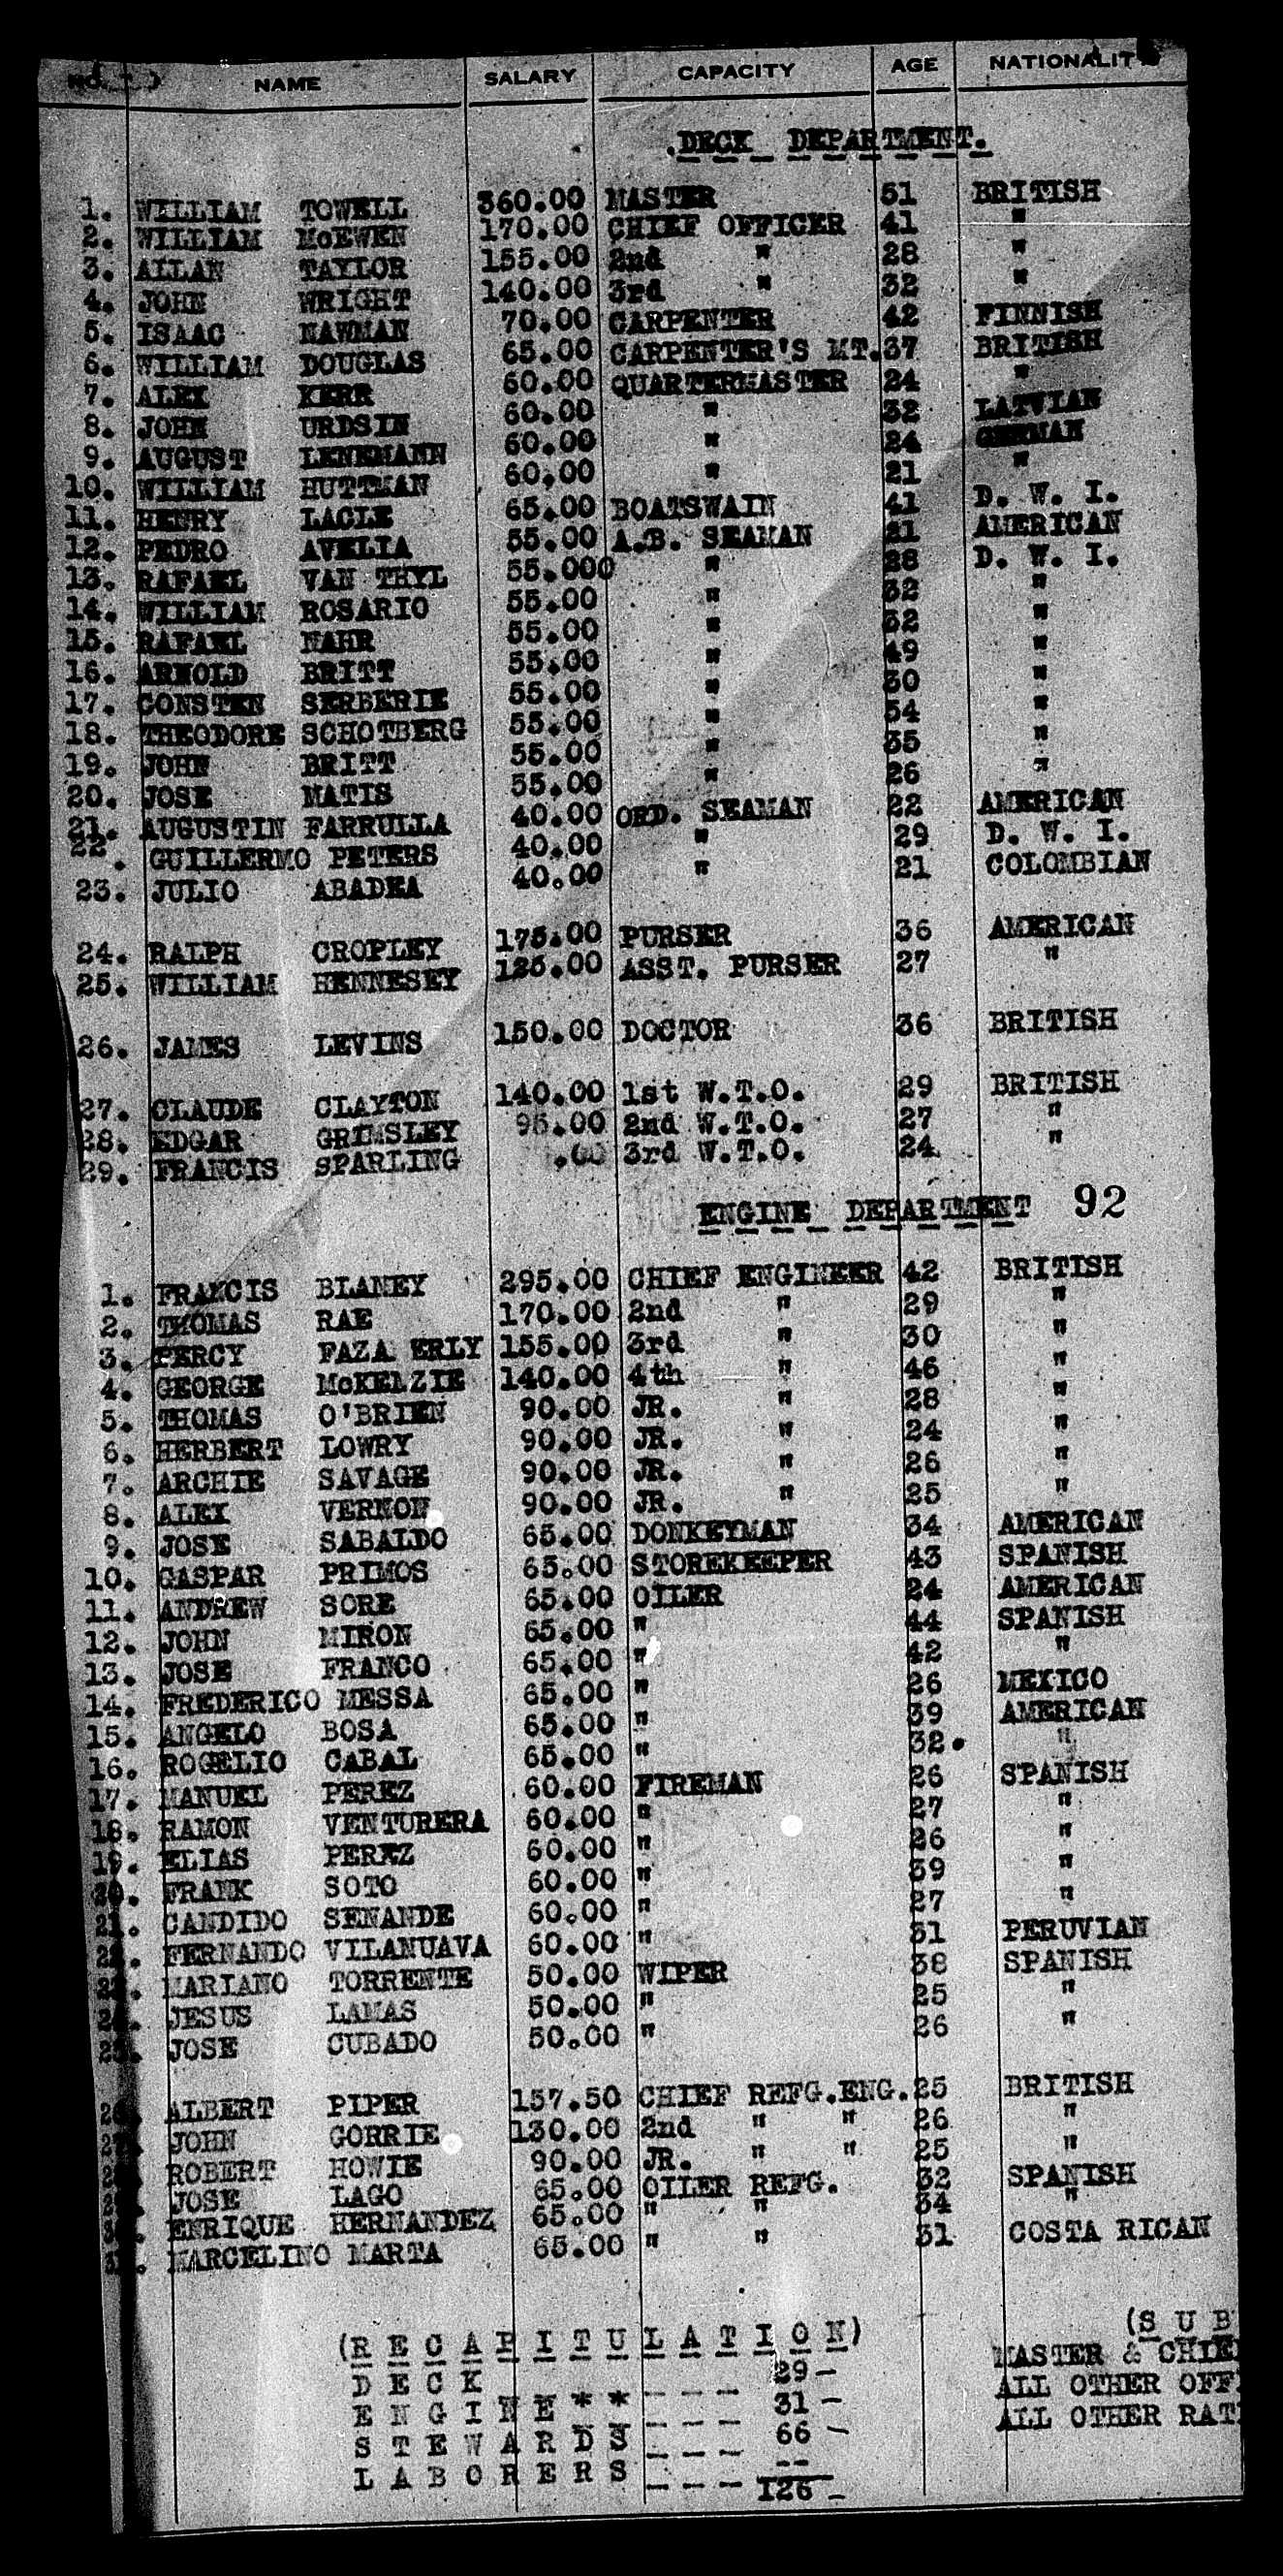 NO. NAME SALARY CAPACITY AGE NATIONALIT
.DECK DEPARTMENT.
1. WILLIAM TOWELL 360.00 MASTER 51 BRITISH
2. WILLIAM McEWEN 170.00 CHIEF OFFICER 41 "
3. ALLAN TAYLOR 155.00 2nd " 28 "
4. JOHN WRIGHT 140.00 3rd " 32 "
5. ISAAC NAWMAN 70.00 CARPENTER 42 FINNISH
6. WILLIAM DOUGLAS 65.00 CARPENTER'S MT. 37 BRITISH
7. ALEX KERR 60.00 QUARTERMASTER 24 "
8. JOHN URDSIN 60.00 " 32 LATVIAN
9. AUGUST LENEMANN 60.00 " 24 GERMAN
10. WILLIAM HUTTMAN 60.00 " 21 "
11. HENRY LACLE 65.00 BOATSWAIN 41 D. W. I.
12. PEDRO AVELIA 55.00 A.B. SEAMAN 21 AMERICAN
13. RAFAEL VAN THYL 55.000 " 28 D. W. I.
14. WILLIAM ROSARIO 55.00 " 32 "
15. RAFAEL NAHR 55.00 " 32 "
16. ARNOLD BRITT 55.00 " 49 "
17. CONSTEN SERBERIE 55.00 " 30 "
18. THEODORE SCHOTBERG 55.00 " 54 "
19. JOHN BRITT 55.00 " 35 "
20. JOSE MATIS 55.00 " 26 "
21. AUGUSTIN FARRULLA 40.00 ORD. SEAMAN 22 AMERICAN
22. GUILLERMO PETERS 40.00 " 29 D. W. I.
23. JULIO ABADEA 40.00 " 21 COLOMBIAN
24. RALPH CROPLEY 175.00 PURSER 36 AMERICAN
25. WILLIAM HENNESEY 125.00 ASST. PURSER 27 "
26. JAMES LEVINS 150.00 DOCTOR 36 BRITISH
27. CLAUDE CLAYTON 140.00 1st W.T.O. 29 BRITISH
28. EDGAR GRIMSLEY 95.00 2nd W.T.O. 27 "
29. FRANCIS SPARLING .00 3rd W.T.O. 24 "
ENGINE DEPARTMENT 92
1. FRANCIS BLAMEY 295.00 CHIEF ENGINEER 42 BRITISH
2. THOMAS RAE 170.00 2nd " 29 "
3. PERCY FAZA ERLY 155.00 3rd " 30 "
4. GEORGE McKENZIE 140.00 4th " 46 "
5. THOMAS O'BRIEN 90.00 JR. " 28 "
6. HERBERT LOWRY 90.00 JR. " 24 "
7. ARCHIE SAVAGE 90.00 JR. " 26 "
8. ALEX VERNON 90.00 JR. " 25 "
9. JOSE SABALDO 65.00 DONKEYMAN 34 AMERICAN
10. GASPAR PRIMOS 65.00 STOREKEEPER 43 SPANISH
11. ANDREW SORE 65.00 OILER 24 AMERICAN
12. JOHN MIRON 65.00 " 44 SPANISH
13. JOSE FRANCO 65.00 " 42 "
14. FREDERICO MESSA 65.00 " 26 MEXICO
15. ANGELO BOSA 65.00 " 39 AMERICAN
16. ROGELIO CABAL 65.00 " 32. "
17. MANUEL PEREZ 60.00 FIREMAN 26 SPANISH
18. RAMON VENTURERA 60.00 " 27 "
19. ELIAS PEREZ 60.00 " 26 "
20. FRANK SOTO 60.00 " 39 "
21. CANDIDO SENANDE 60.00 " 27 "
22. FERNANDO VILANUAVA 60.00 " 31 PERUVIAN
23. MARIANO TORRENTE 50.00 WIPER 38 SPANISH
24. JESUS LAMAS 50.00 " 25 "
25. JOSE CUBADO 50.00 " 26 "
26. ALBERT PIPER 157.50 CHIEF REFG.ENG. 25 BRITISH
27 JOHN GORRIE 130.00 2nd " " 26 "
2 ROBERT HOWIE 90.00 JR. " " 25 "
2. JOSE LAGO 65.00 OILER REFG. 32 SPANISH
3. ENRIQUE HERNANDEZ 65.00 " " 34 "
3. MARCELINO MARTA 65.00 " " 31 COSTA RICAN
(R E C A P I T U L A T I O N) (S U B
D E C K _ _ _ 29- MASTER & CHIE
E N G I N E * * _ _ _ 31 - ALL OTHER OFF
S T E W A R D S _ _ _ 66 - ALL OTHER RAT
L A B O R E R S _ _ _ --
126 -